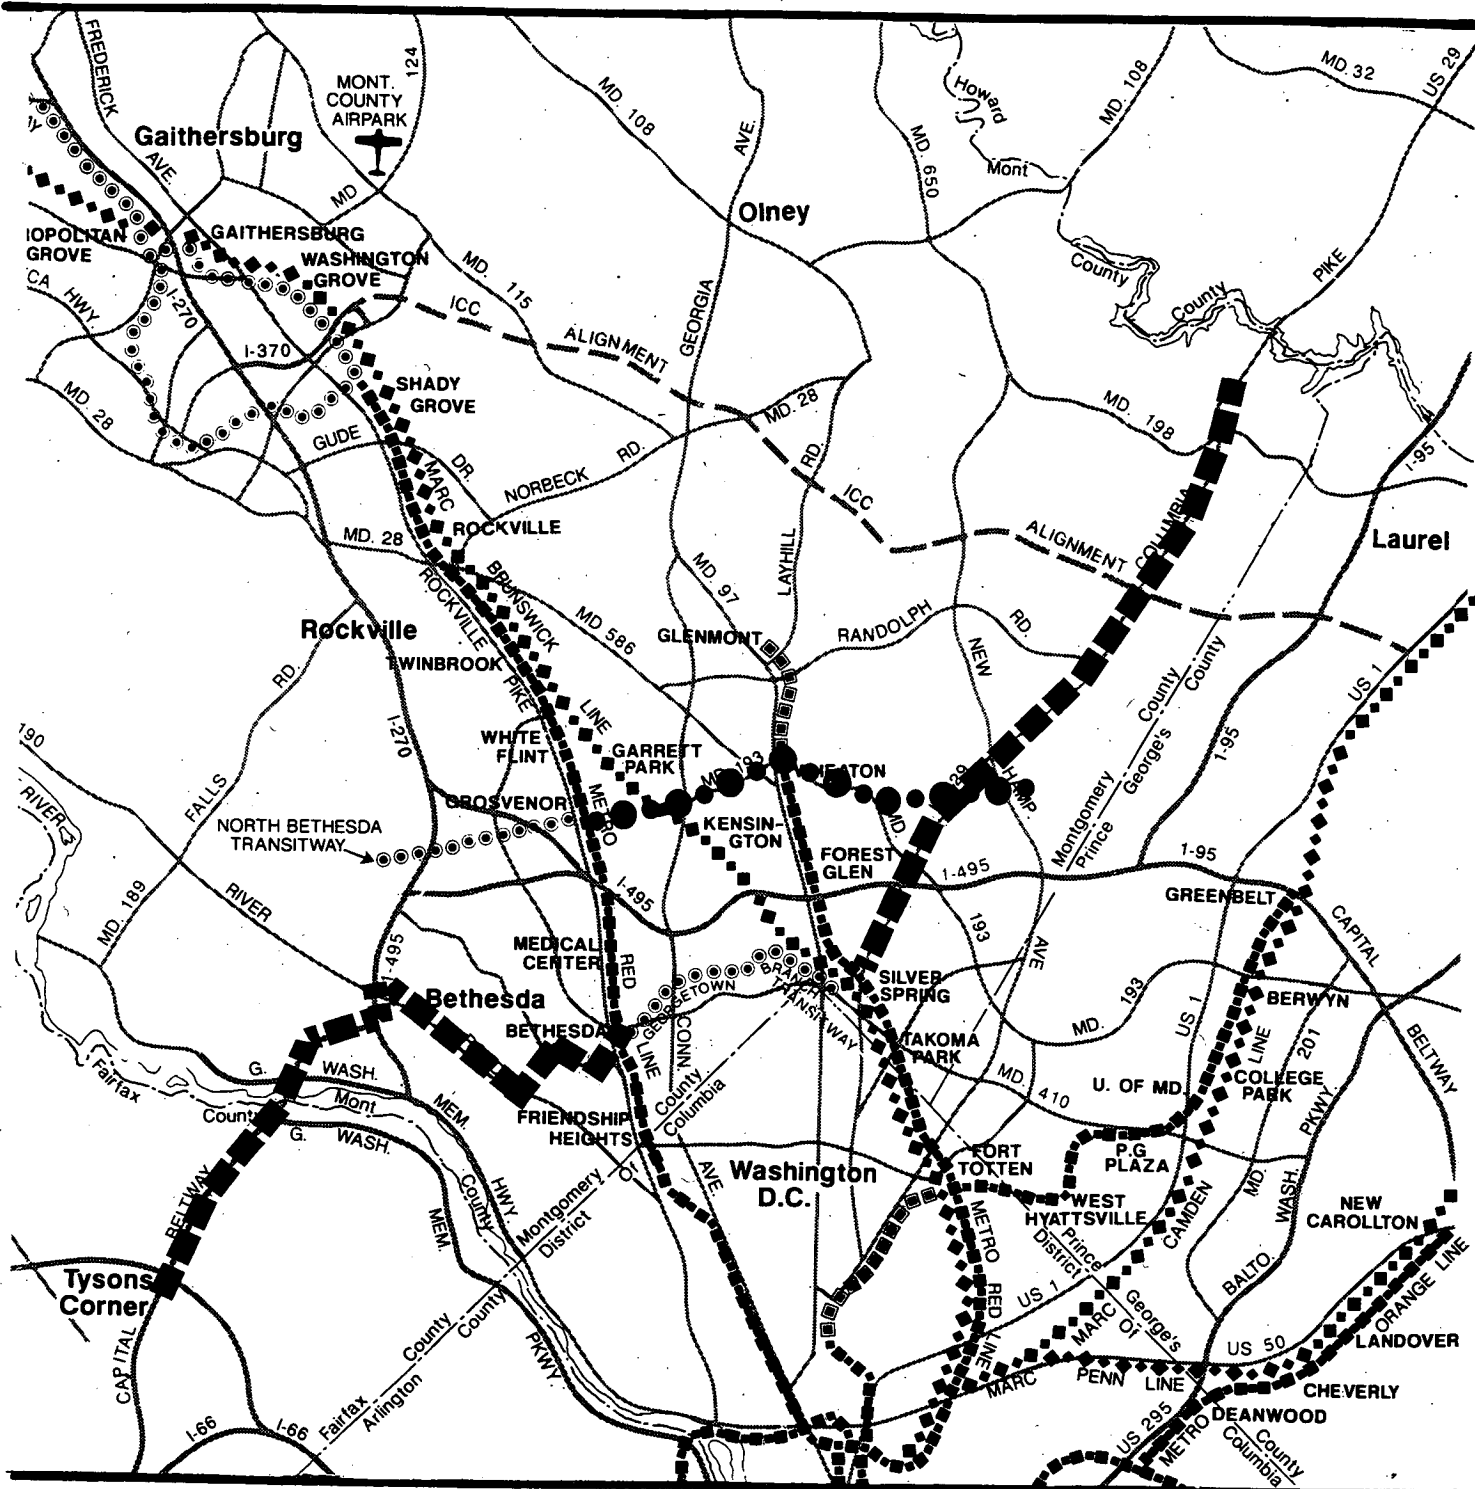 FREDERICK
AVE.
Gaithersburg
MONT.
COUNTY
AIRPARK
124
MD
MD. 108
AVE.
GEORGIA
Olney
MD. 650
Howard
Mont
County
County
MD. 108
MD. 32
US 29
PIKE
IOPOLITAN
GROVE
GAITHERSBURG
WASHINGTON
GROVE
CA
HWY.
I-270
I-370
MD. 115
ICC
ALIGNMENT
MD. 28
SHADY
GROVE
GUDE
DR.
MARC
NORBECK
RD.
MD. 28
RD.
LAYHILL
ICC
ALIGNMENT
MD. 198
COLUMBIA
I-95
Laurel
ROCKVILLE
MD. 28
ROCKVILLE
PIKE
BRUNSWICK
LINE
MD 586
MD. 97
GLENMONT
RANDOLPH
RD.
NEW
HAMP.
AVE
Rockville
TWINBROOK
RD.
FALLS
MD. 189
I-270
190
RIVER
WHITE
FLINT
GARRETT
PARK
MD. 193
WHEATON
29
Montgomery
County
Prince
George's
County
I-95
US 1
GROSVENOR
METRO
NORTH BETHESDA
TRANSITWAY
KENSIN-
GTON
FOREST
GLEN
MD.
193
I-495
I-95
GREENBELT
CAPITAL
BELTWAY
RIVER
I-495
I-495
MEDICAL
CENTER
RED
LINE
GEORGETOWN
BRANCH
TRANSITWAY
SILVER
SPRING
MD.
193
US 1
BERWYN
Bethesda
BETHESDA
CONN.
AVE.
TAKOMA
PARK
MD.
410
U. OF MD.
LINE
201
COLLEGE
PARK
PKWY.
Fairfax
County
G.
WASH.
MEM.
HWY.
Mont
County
G.
WASH.
MEM.
PKWY.
FRIENDSHIP
HEIGHTS
County
Columbia
Of
Montgomery
District
Washington
D.C.
FORT
TOTTEN
P.G
PLAZA
WEST
HYATTSVILLE
METRO
RED
LINE
Prince
District
George's
Of
CAMDEN
MARC
MD.
WASH.
BALTO.
NEW
CAROLLTON
ORANGE LINE
LANDOVER
BELTWAY
Tysons
Corner
CAPITAL
I-66
I-66
County
County
Fairfax
Arlington
US 1
MARC
PENN
LINE
US 50
CHEVERLY
DEANWOOD
US 295
METRO
County
Columbia